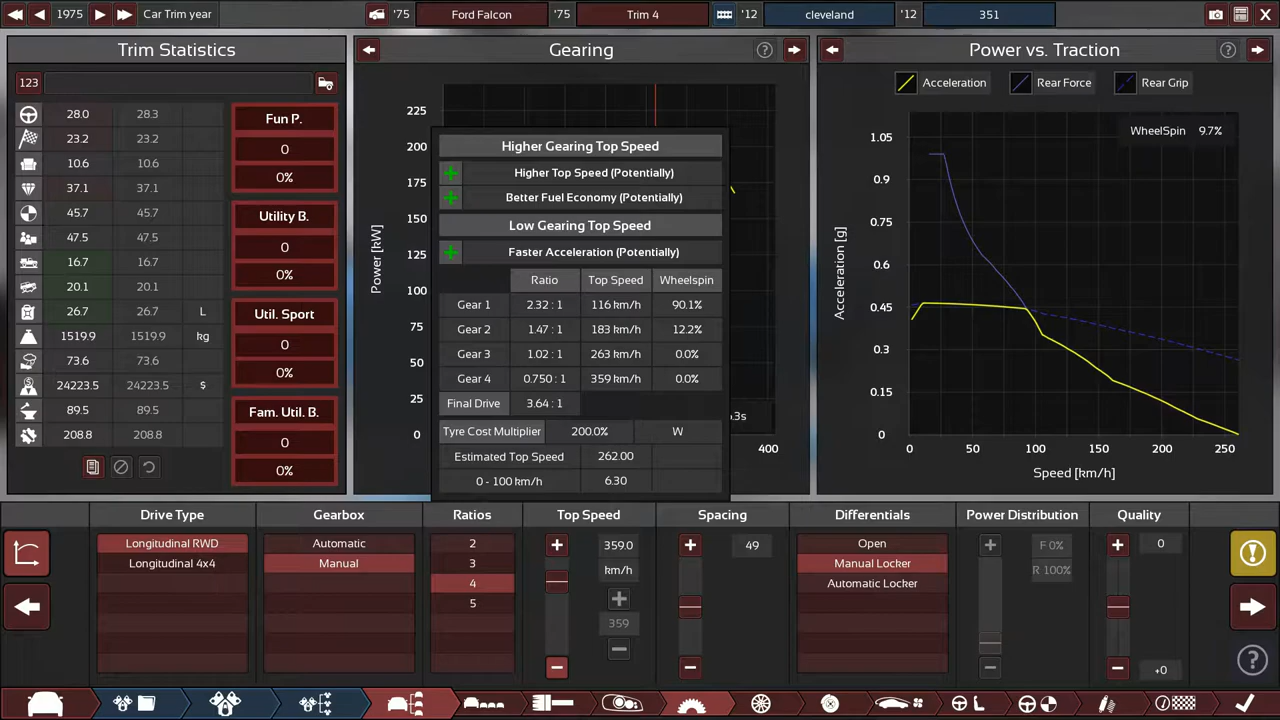 1975 Car Trim year '75 Ford Falcon '75 Trim 4 '12 cleveland '12 351
Trim Statistics
123
28.0 28.3
23.2 23.2
10.6 10.6
37.1 37.1
45.7 45.7
47.5 47.5
16.7 16.7
20.1 20.1
26.7 26.7 L
1519.9 1519.9 kg
73.6 73.6
24223.5 24223.5 $
89.5 89.5
208.8 208.8
Fun P.
0
0%
Utility B.
0
0%
Util. Sport
0
0%
Fam. Util. B.
0
0%
Gearing ?
Power [kW]
225
200
175
150
125
100
75
50
25
0
400
Higher Gearing Top Speed
Higher Top Speed (Potentially)
Better Fuel Economy (Potentially)
Low Gearing Top Speed
Faster Acceleration (Potentially)
Ratio Top Speed Wheelspin
Gear 1 2.32 : 1 116 km/h 90.1%
Gear 2 1.47 : 1 183 km/h 12.2%
Gear 3 1.02 : 1 263 km/h 0.0%
Gear 4 0.750 : 1 359 km/h 0.0%
Final Drive 3.64 : 1
Tyre Cost Multiplier 200.0% W
Estimated Top Speed 262.00
0 - 100 km/h 6.30
.3s
Power vs. Traction ?
Acceleration Rear Force Rear Grip
WheelSpin 9.7%
Acceleration [g]
1.05
0.9
0.75
0.6
0.45
0.3
0.15
0
0 50 100 150 200 250
Speed [km/h]
Drive Type
Longitudinal RWD
Longitudinal 4x4
Gearbox
Automatic
Manual
Ratios
2
3
4
5
Top Speed
359.0
km/h
359
Spacing
49
Differentials
Open
Manual Locker
Automatic Locker
Power Distribution
F 0%
R 100%
Quality
0
+0
!
?